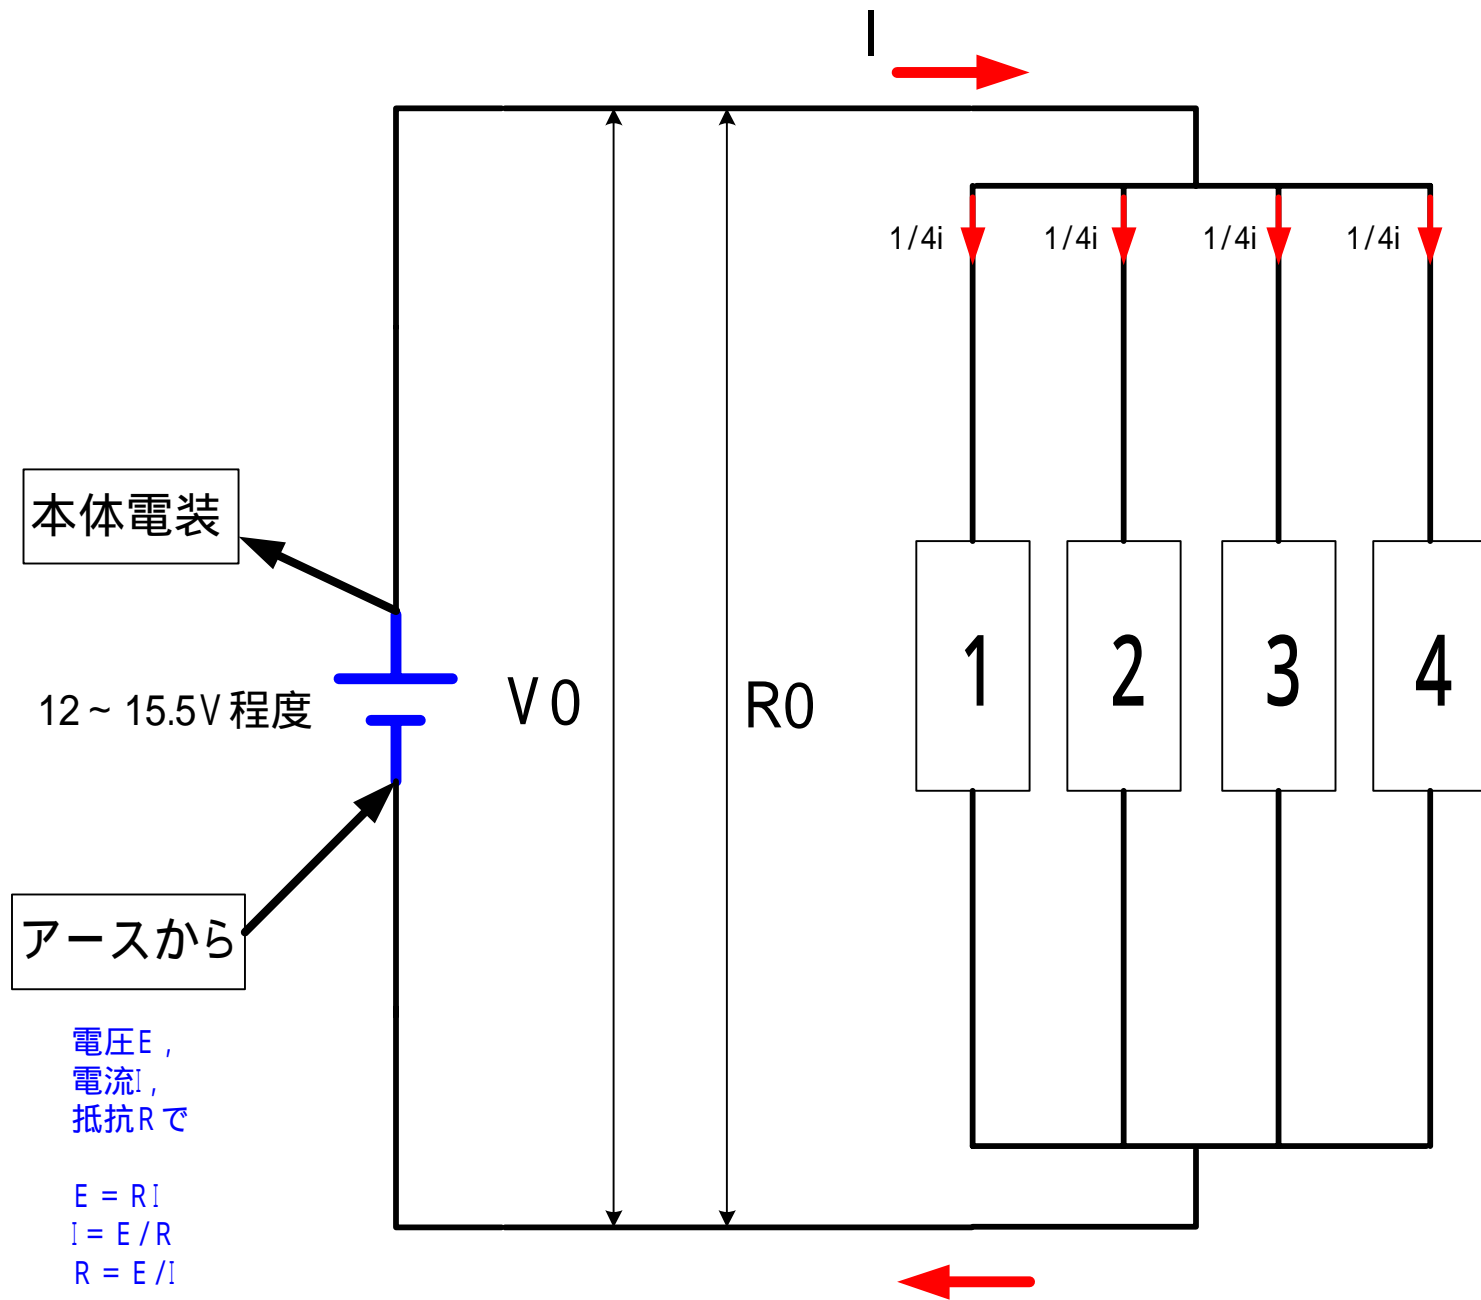 I
1/4i 1/4i 1/4i 1/4i
本体電装
12~15.5V程度
V0
R0
1 2 3 4
アースから
電圧E,
電流I,
抵抗Rで
E=RI
I=E/R
R=E/I